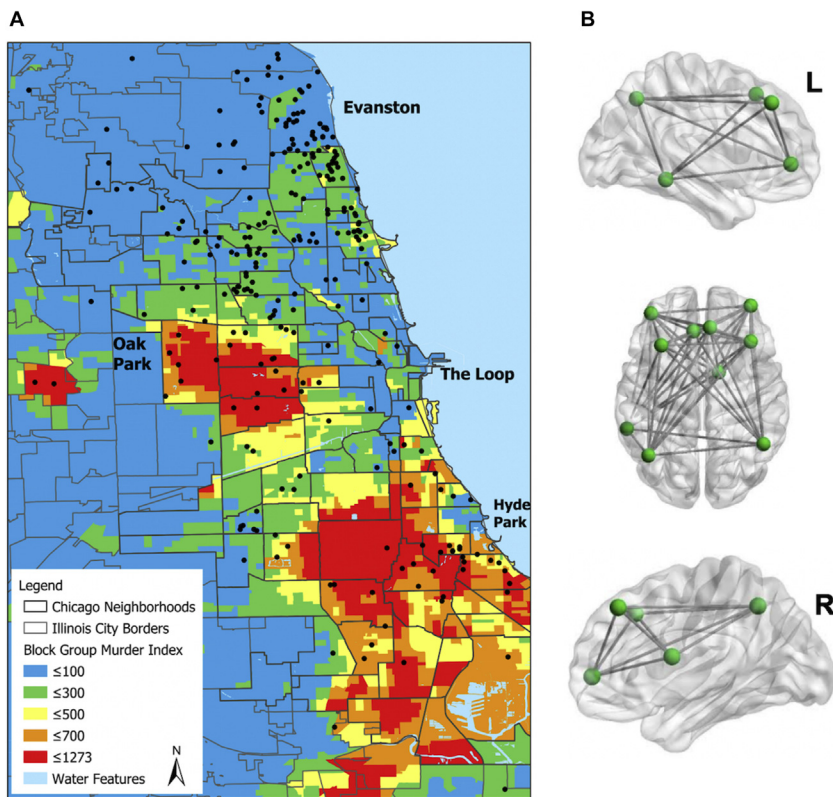 A
B
Evanston
L
Oak
Park
The Loop
Hyde
Park
R
Legend
Chicago Neighborhoods
Illinois City Borders
Block Group Murder Index
≤100
≤300
≤500
≤700
≤1273
Water Features
N